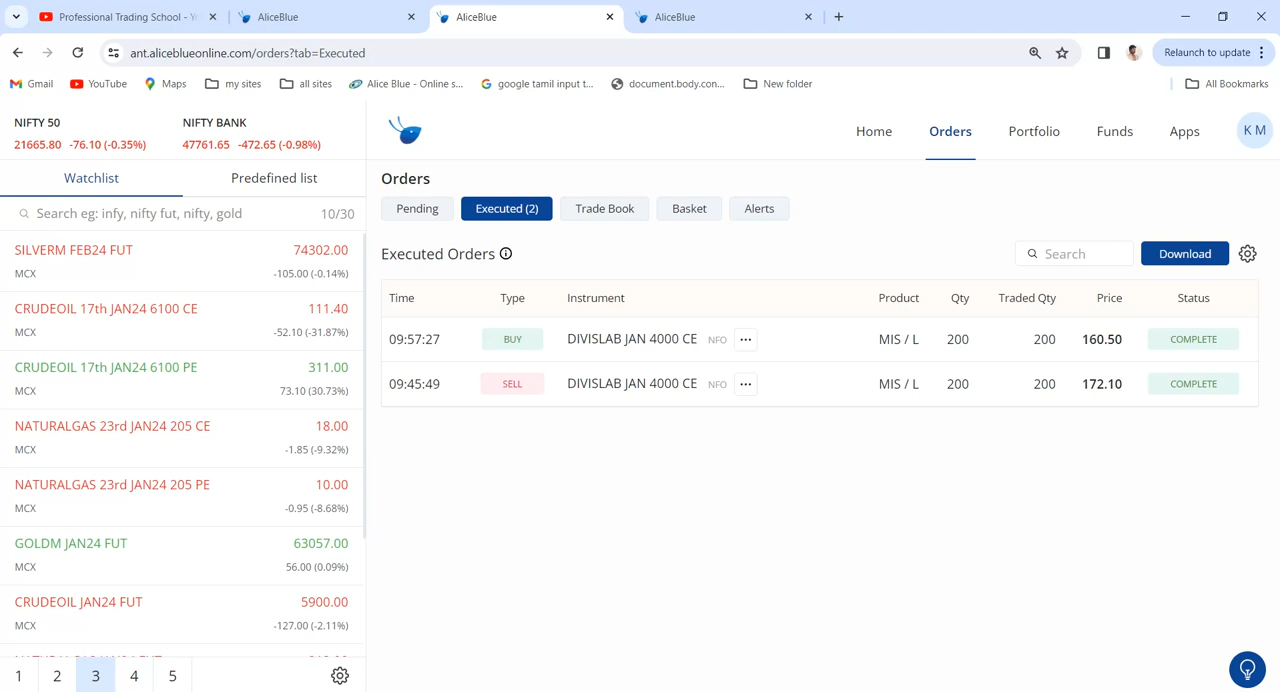 Professional Trading School - Y
AliceBlue
AliceBlue
AliceBlue
ant.aliceblueonline.com/orders?tab=Executed
Relaunch to update
Gmail
YouTube
Maps
my sites
all sites
Alice Blue - Online s...
google tamil input t...
document.body.con...
New folder
All Bookmarks
NIFTY 50
21665.80 -76.10 (-0.35%)
NIFTY BANK
47761.65 -472.65 (-0.98%)
Home
Orders
Portfolio
Funds
Apps
K M
Watchlist
Predefined list
Search eg: infy, nifty fut, nifty, gold 10/30
SILVERM FEB24 FUT 74302.00
MCX -105.00 (-0.14%)
CRUDEOIL 17th JAN24 6100 CE 111.40
MCX -52.10 (-31.87%)
CRUDEOIL 17th JAN24 6100 PE 311.00
MCX 73.10 (30.73%)
NATURALGAS 23rd JAN24 205 CE 18.00
MCX -1.85 (-9.32%)
NATURALGAS 23rd JAN24 205 PE 10.00
MCX -0.95 (-8.68%)
GOLDM JAN24 FUT 63057.00
MCX 56.00 (0.09%)
CRUDEOIL JAN24 FUT 5900.00
MCX -127.00 (-2.11%)
1 2 3 4 5
Orders
Pending
Executed (2)
Trade Book
Basket
Alerts
Executed Orders
Search
Download
Time Type Instrument Product Qty Traded Qty Price Status
09:57:27 BUY DIVISLAB JAN 4000 CE NFO ... MIS / L 200 200 160.50 COMPLETE
09:45:49 SELL DIVISLAB JAN 4000 CE NFO ... MIS / L 200 200 172.10 COMPLETE